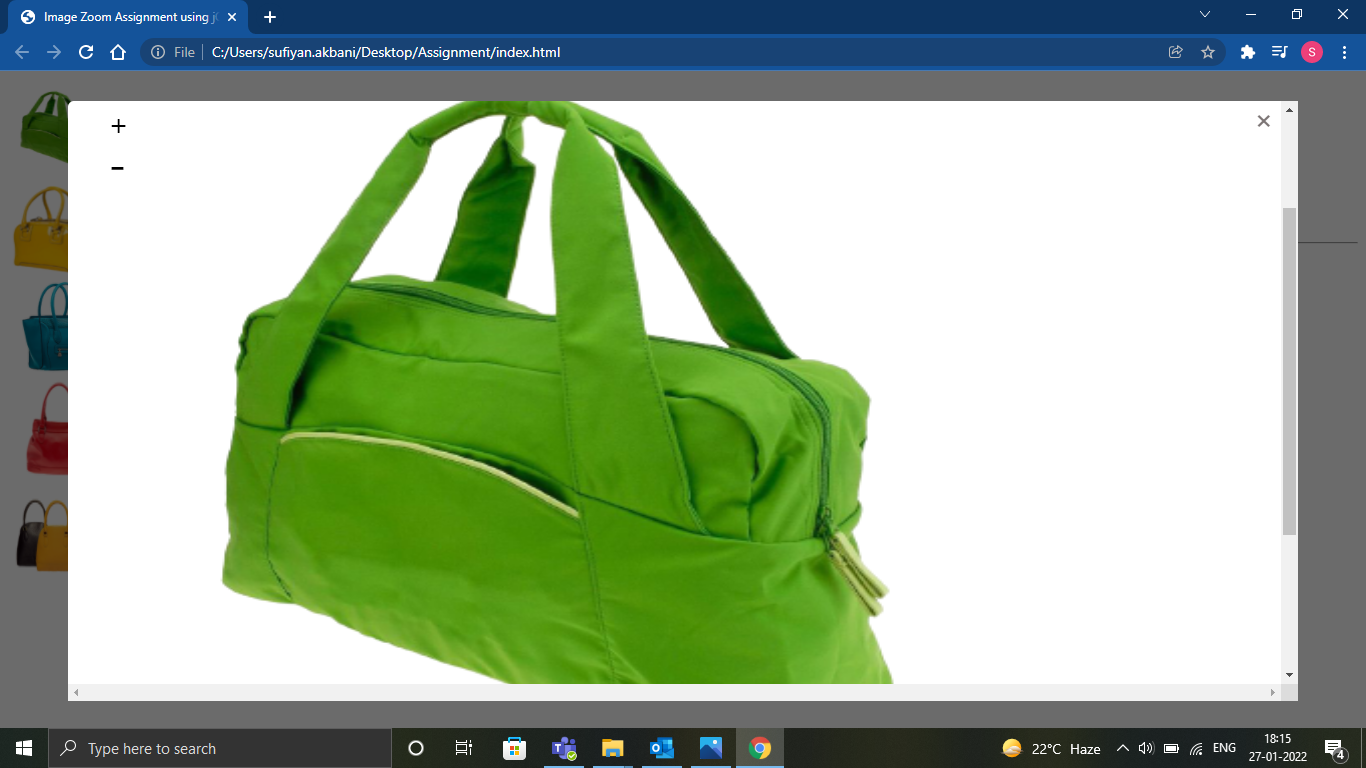 Image Zoom Assignment using j
File
C:/Users/sufiyan.akbani/Desktop/Assignment/index.html
S
+
−
Type here to search
22°C Haze
ENG
18:15
27-01-2022
4